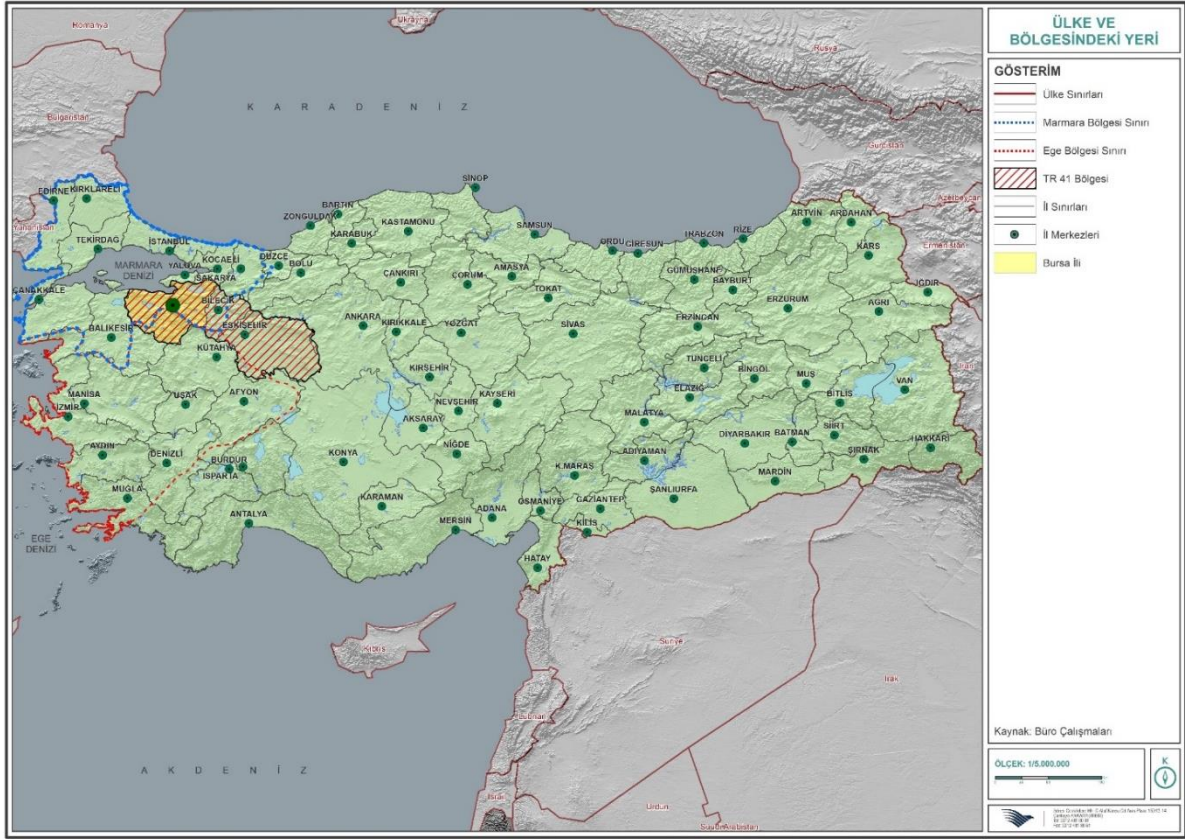 ÜLKE VE
BÖLGESİNDEKİ YERİ
GÖSTERİM
Ülke Sınırları
Marmara Bölgesi Sınırı
Ege Bölgesi Sınırı
TR 41 Bölgesi
İl Sınırları
İl Merkezleri
Bursa İli
Kaynak: Büro Çalışmaları
ÖLÇEK: 1/5.000.000
K
Romanya
Ukrayna
Rusya
Bulgaristan
Gürcistan
Azerbaycan
Ermenistan
Yunanistan
İran
KARADENİZ
SİNOP
EDİRNE
KIRKLARELİ
BARTIN
ZONGULDAK
KASTAMONU
KARABÜK
SAMSUN
ARTVİN
ARDAHAN
TEKİRDAĞ
İSTANBUL
ORDU
GİRESUN
TRABZON
RİZE
KARS
MARMARA
DENİZİ
YALOVA
KOCAELİ
DÜZCE
BOLU
SAKARYA
ÇANKIRI
ÇORUM
AMASYA
TOKAT
GÜMÜŞHANE
BAYBURT
IĞDIR
ÇANAKKALE
BİLECİK
ERZURUM
AĞRI
BALIKESİR
ESKİŞEHİR
ANKARA
KIRIKKALE
YOZGAT
SİVAS
ERZİNCAN
KÜTAHYA
KIRŞEHİR
TUNCELİ
BİNGÖL
MUŞ
VAN
MANİSA
UŞAK
AFYON
NEVŞEHİR
KAYSERİ
ELAZIĞ
BİTLİS
İZMİR
AKSARAY
MALATYA
SİİRT
AYDIN
DENİZLİ
BURDUR
ISPARTA
KONYA
NİĞDE
DİYARBAKIR
BATMAN
HAKKARİ
ADIYAMAN
ŞIRNAK
MUĞLA
K.MARAŞ
MARDİN
KARAMAN
ADANA
OSMANİYE
GAZİANTEP
ŞANLIURFA
ANTALYA
MERSİN
KİLİS
EGE
DENİZİ
HATAY
Kıbrıs
Suriye
Irak
Lübnan
AKDENİZ
İsrail
Ürdün
Suudi Arabistan